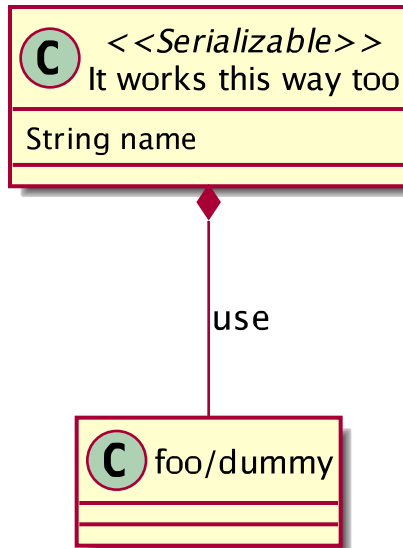 C
<<Serializable>>
It works this way too
String name
use
C
foo/dummy